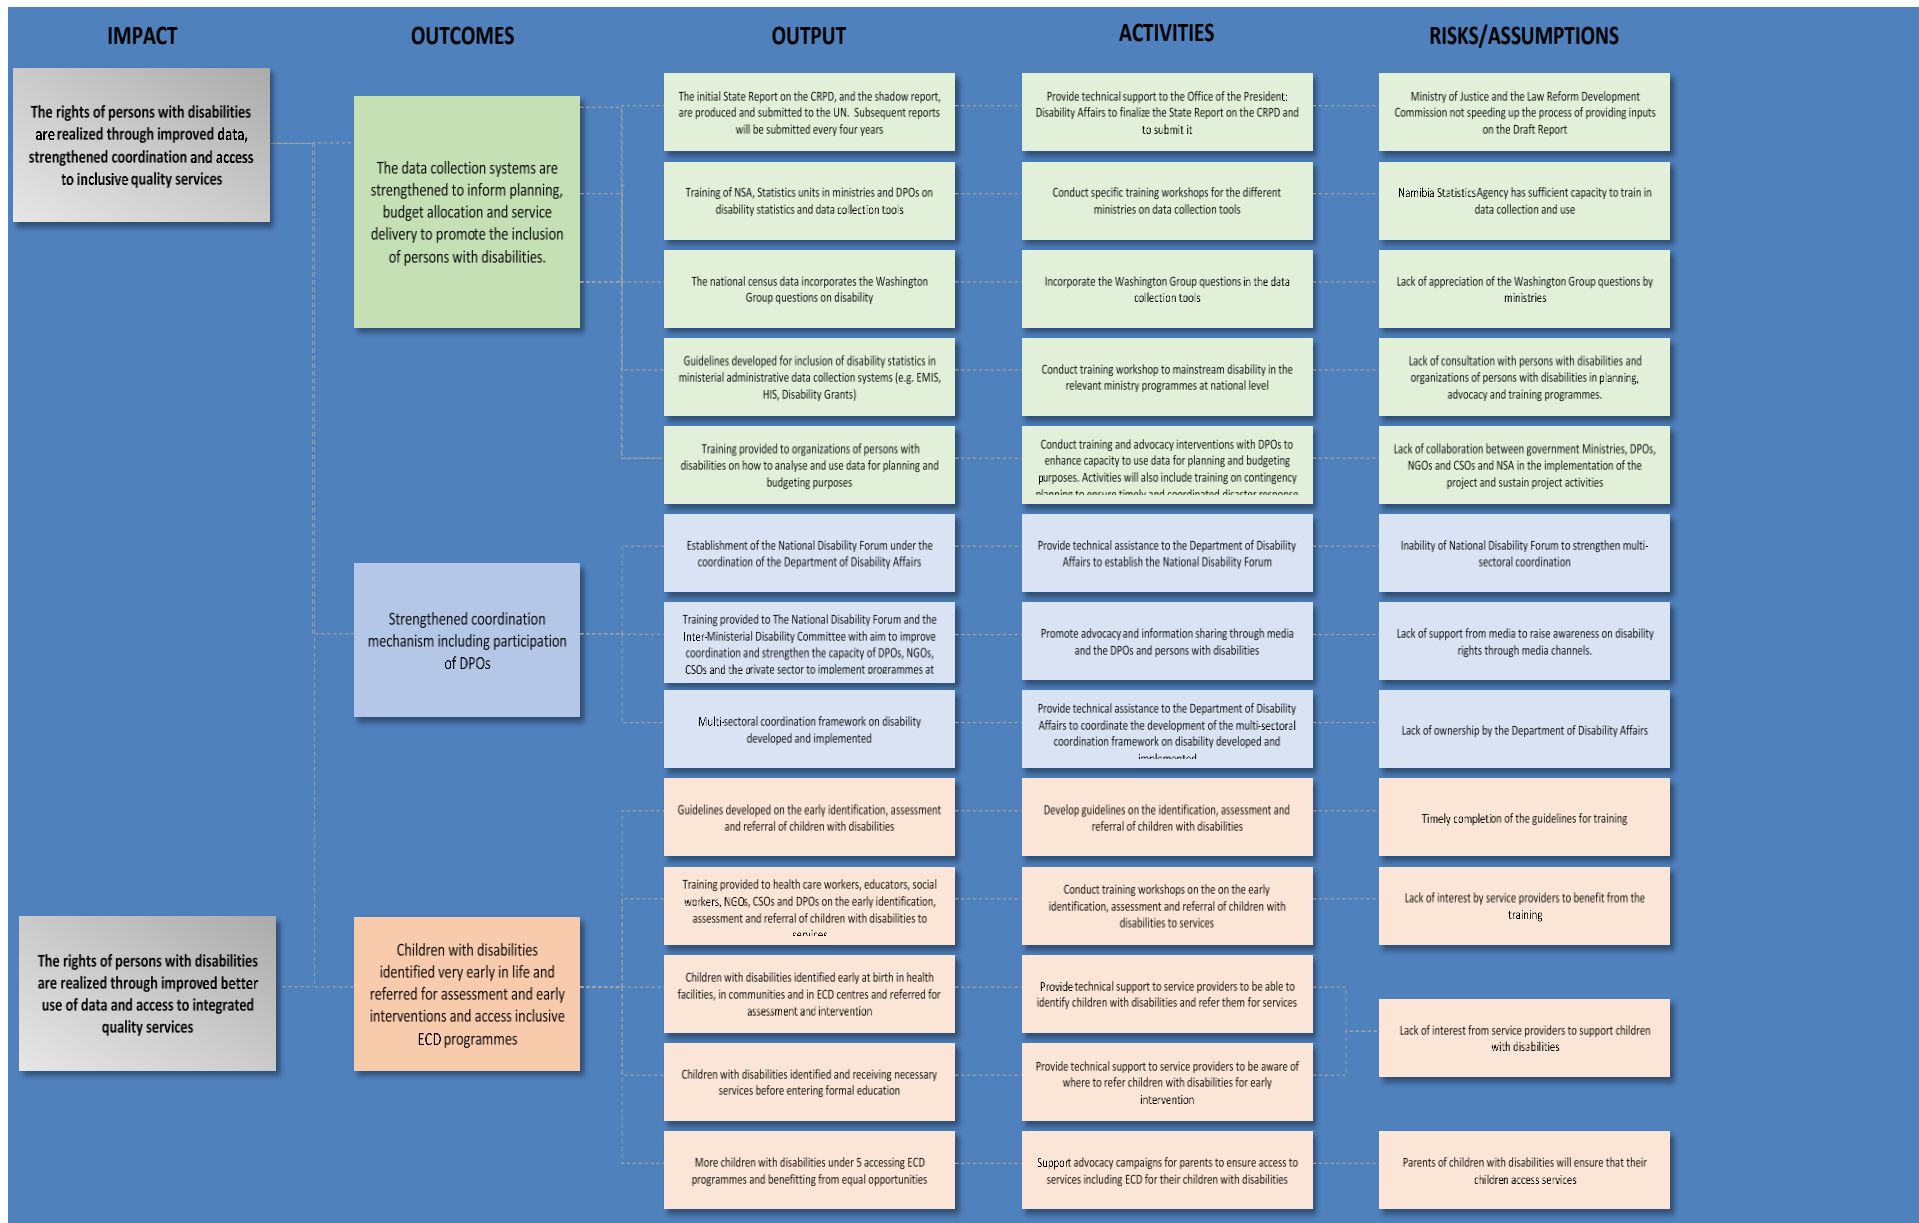 IMPACT
OUTCOMES
OUTPUT
ACTIVITIES
RISKS/ASSUMPTIONS
The rights of persons with disabilities
are realized through improved data,
strengthened coordination and access
to inclusive quality services
The data collection systems are
strengthened to inform planning,
budget allocation and service
delivery to promote the inclusion
of persons with disabilities.
The initial State Report on the CRPD, and the shadow report,
are produced and submitted to the UN. Subsequent reports
will be submitted every four years
Provide technical support to the Office of the President:
Disability Affairs to finalize the State Report on the CRPD and
to submit it
Ministry of Justice and the Law Reform Development
Commission not speeding up the process of providing inputs
on the Draft Report
Training of NSA, Statistics units in ministries and DPOs on
disability statistics and data collection tools
Conduct specific training workshops for the different
ministries on data collection tools
Namibia Statistics Agency has sufficient capacity to train in
data collection and use
The national census data incorporates the Washington
Group questions on disability
Incorporate the Washington Group questions in the data
collection tools
Lack of appreciation of the Washington Group questions by
ministries
Guidelines developed for inclusion of disability statistics in
ministerial administrative data collection systems (e.g. EMIS,
HIS, Disability Grants)
Conduct training workshop to mainstream disability in the
relevant ministry programmes at national level
Lack of consultation with persons with disabilities and
organizations of persons with disabilities in planning,
advocacy and training programmes.
Training provided to organizations of persons with
disabilities on how to analyse and use data for planning and
budgeting purposes
Conduct training and advocacy interventions with DPOs to
enhance capacity to use data for planning and budgeting
purposes. Activities will also include training on contingency
planning to ensure timely and coordinated disaster response
Lack of collaboration between government Ministries, DPOs,
NGOs and CSOs and NSA in the implementation of the
project and sustain project activities
Strengthened coordination
mechanism including participation
of DPOs
Establishment of the National Disability Forum under the
coordination of the Department of Disability Affairs
Provide technical assistance to the Department of Disability
Affairs to establish the National Disability Forum
Inability of National Disability Forum to strengthen multi-
sectoral coordination
Training provided to The National Disability Forum and the
Inter-Ministerial Disability Committee with aim to improve
coordination and strengthen the capacity of DPOs, NGOs,
CSOs and the private sector to implement programmes at
Promote advocacy and information sharing through media
and the DPOs and persons with disabilities
Lack of support from media to raise awareness on disability
rights through media channels.
Multi-sectoral coordination framework on disability
developed and implemented
Provide technical assistance to the Department of Disability
Affairs to coordinate the development of the multi-sectoral
coordination framework on disability developed and
implemented
Lack of ownership by the Department of Disability Affairs
The rights of persons with disabilities
are realized through improved better
use of data and access to integrated
quality services
Children with disabilities
identified very early in life and
referred for assessment and early
interventions and access inclusive
ECD programmes
Guidelines developed on the early identification, assessment
and referral of children with disabilities
Develop guidelines on the identification, assessment and
referral of children with disabilities
Timely completion of the guidelines for training
Training provided to health care workers, educators, social
workers, NGOs, CSOs and DPOs on the early identification,
assessment and referral of children with disabilities to
services
Conduct training workshops on the on the early
identification, assessment and referral of children with
disabilities to services
Lack of interest by service providers to benefit from the
training
Children with disabilities identified early at birth in health
facilities, in communities and in ECD centres and referred for
assessment and intervention
Provide technical support to service providers to be able to
identify children with disabilities and refer them for services
Lack of interest from service providers to support children
with disabilities
Children with disabilities identified and receiving necessary
services before entering formal education
Provide technical support to service providers to be aware of
where to refer children with disabilities for early
intervention
More children with disabilities under 5 accessing ECD
programmes and benefitting from equal opportunities
Support advocacy campaigns for parents to ensure access to
services including ECD for their children with disabilities
Parents of children with disabilities will ensure that their
children access services